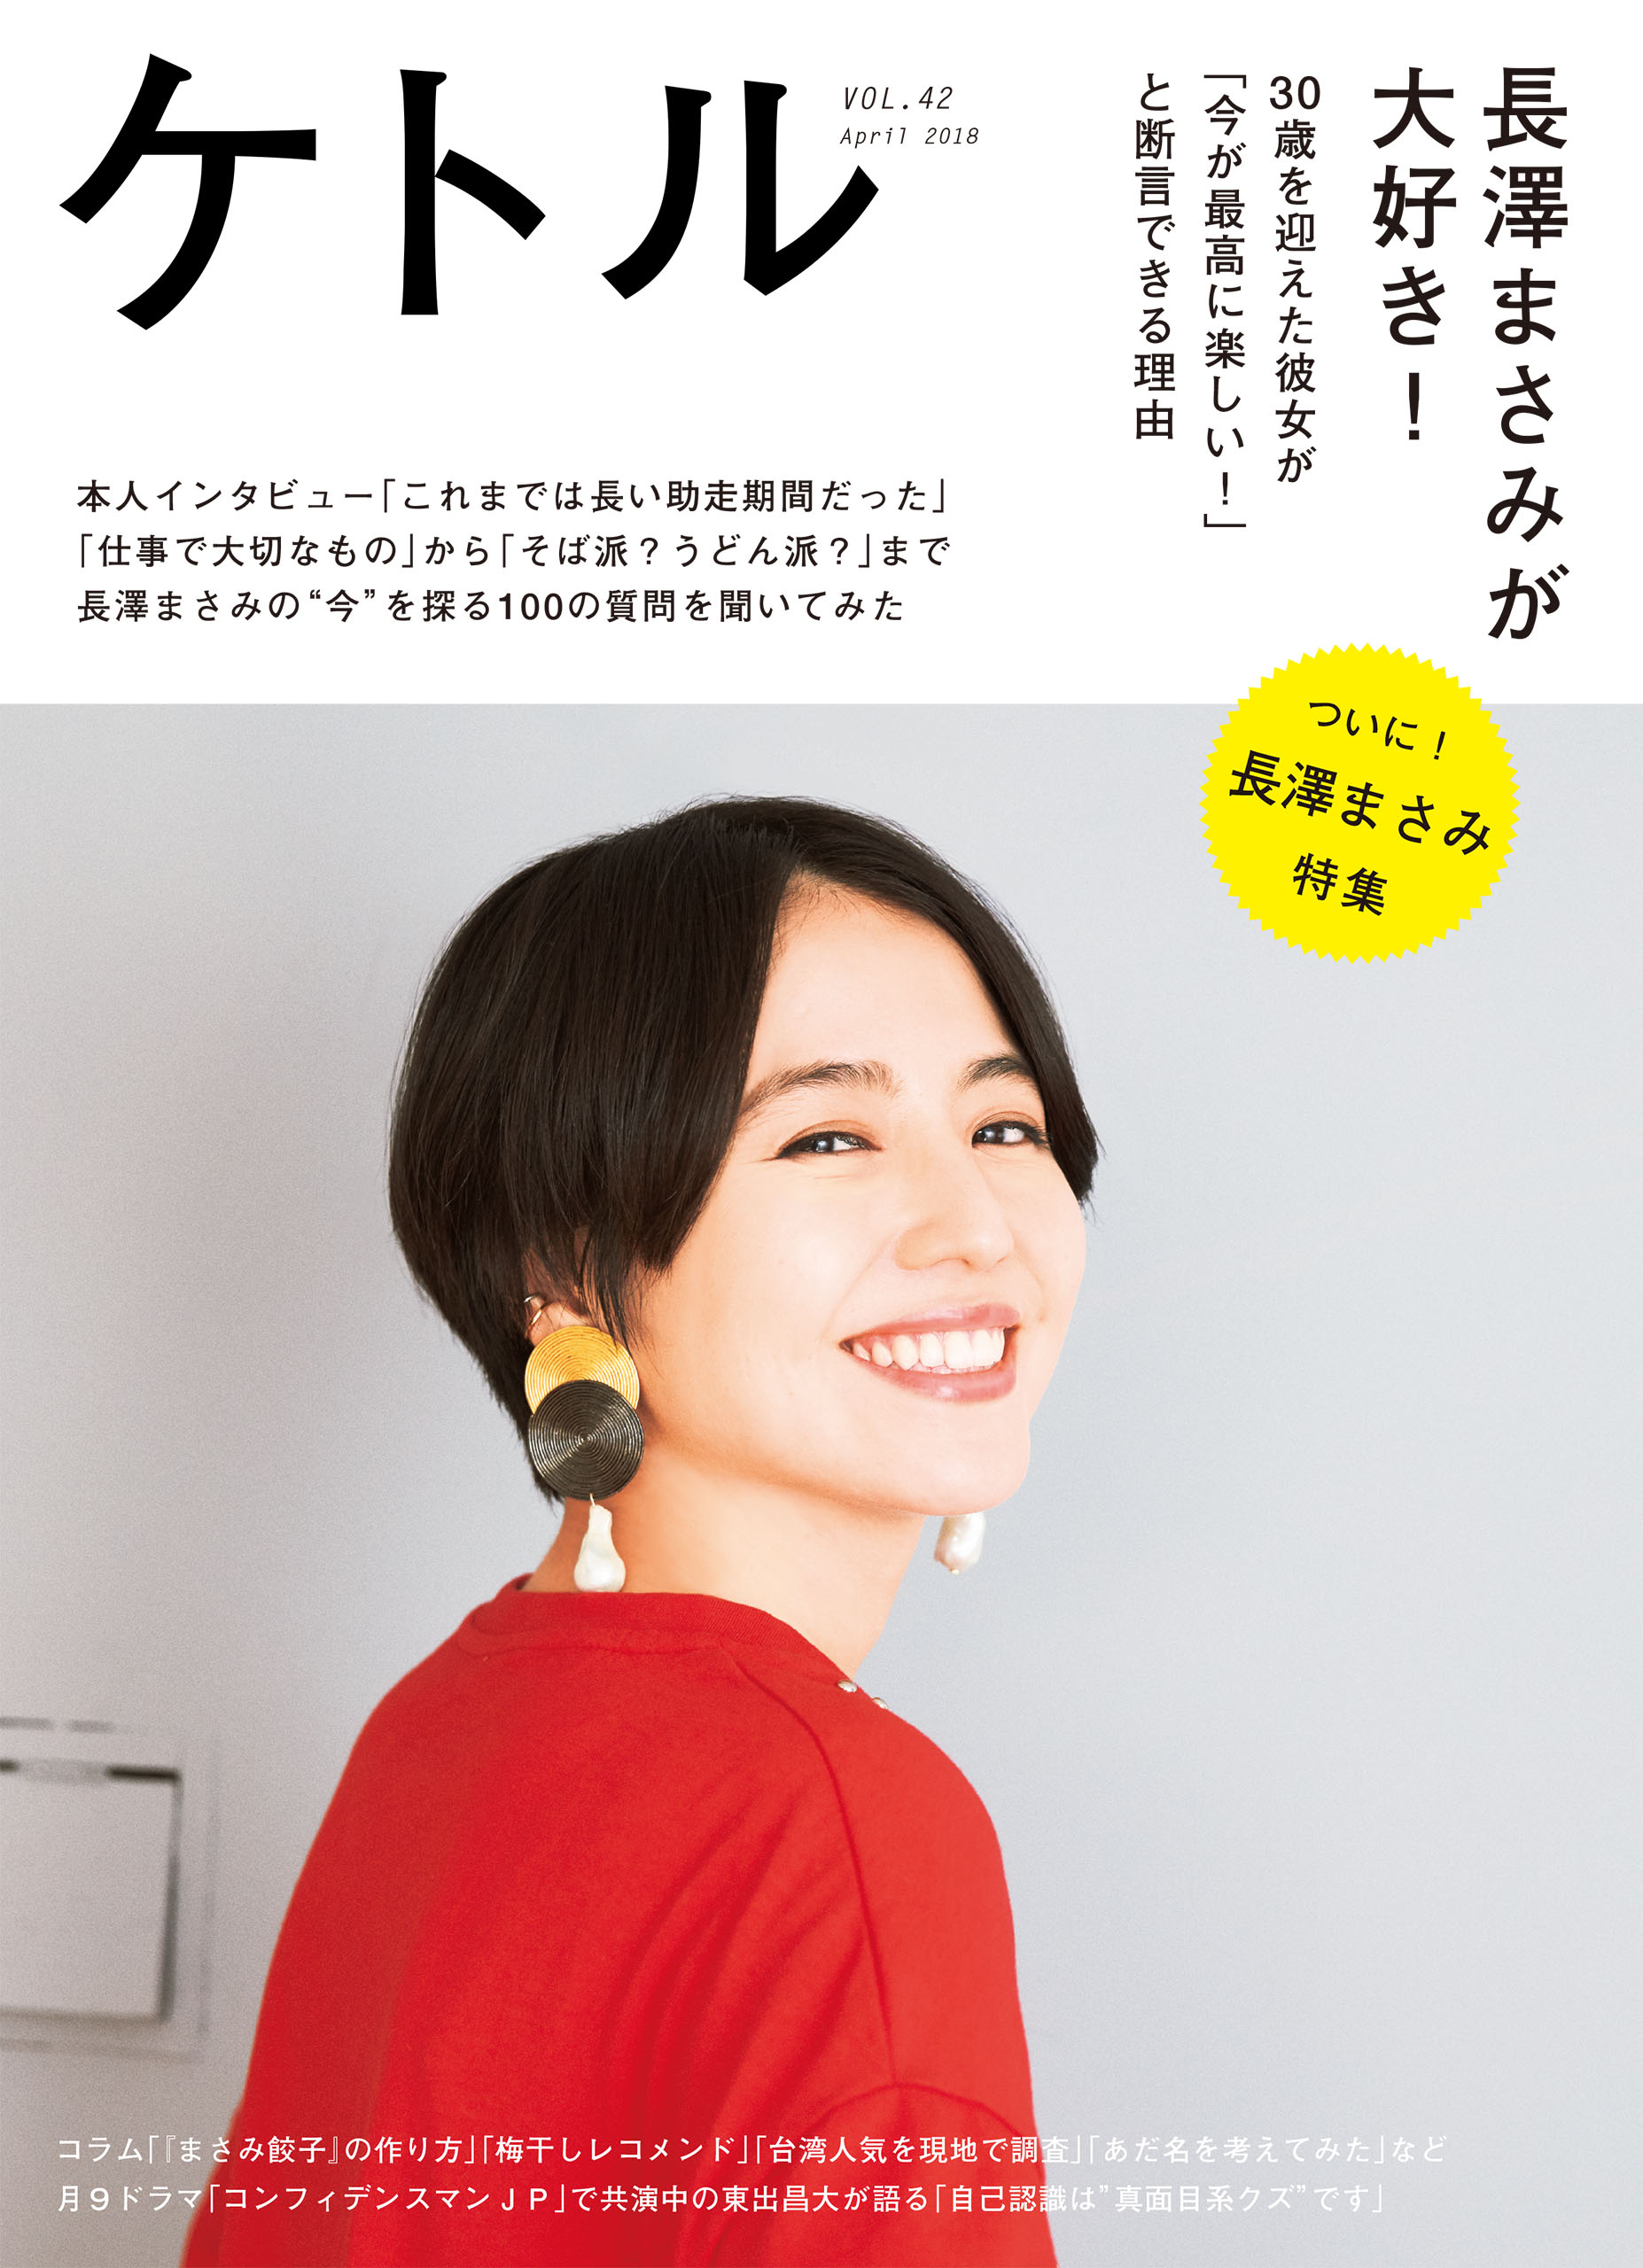 ケトル
VOL.42
April 2018
長澤まさみが
大好き！
30歳を迎えた彼女が
「今が最高に楽しい！」
と断言できる理由
本人インタビュー「これまでは長い助走期間だった」
「仕事で大切なもの」から「そば派？うどん派？」まで
長澤まさみの“今”を探る100の質問を聞いてみた
ついに！
長澤まさみ
特集
コラム「『まさみ餃子』の作り方」「梅干しレコメンド」「台湾人気を現地で調査」「あだ名を考えてみた」など
月９ドラマ「コンフィデンスマンＪＰ」で共演中の東出昌大が語る「自己認識は”真面目系クズ”です」